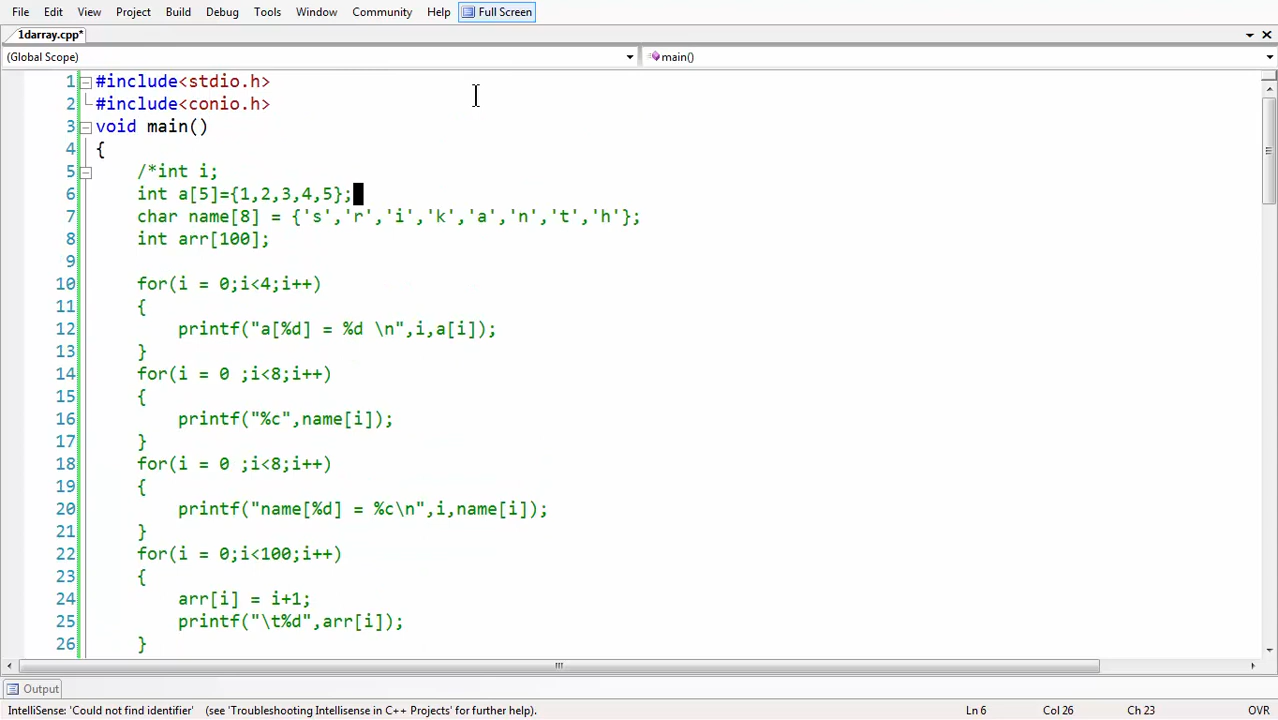 File Edit View Project Build Debug Tools Window Community Help Full Screen
1darray.cpp*
(Global Scope) main()
1 #include<stdio.h>
2 #include<conio.h>
3 void main()
4 {
5 /*int i;
6 int a[5]={1,2,3,4,5};
7 char name[8] = {'s','r','i','k','a','n','t','h'};
8 int arr[100];
9
10 for(i = 0;i<4;i++)
11 {
12 printf("a[%d] = %d \n",i,a[i]);
13 }
14 for(i = 0 ;i<8;i++)
15 {
16 printf("%c",name[i]);
17 }
18 for(i = 0 ;i<8;i++)
19 {
20 printf("name[%d] = %c\n",i,name[i]);
21 }
22 for(i = 0;i<100;i++)
23 {
24 arr[i] = i+1;
25 printf("\t%d",arr[i]);
26 }
Output
IntelliSense: 'Could not find identifier' (see 'Troubleshooting Intellisense in C++ Projects' for further help). Ln 6 Col 26 Ch 23 OVR